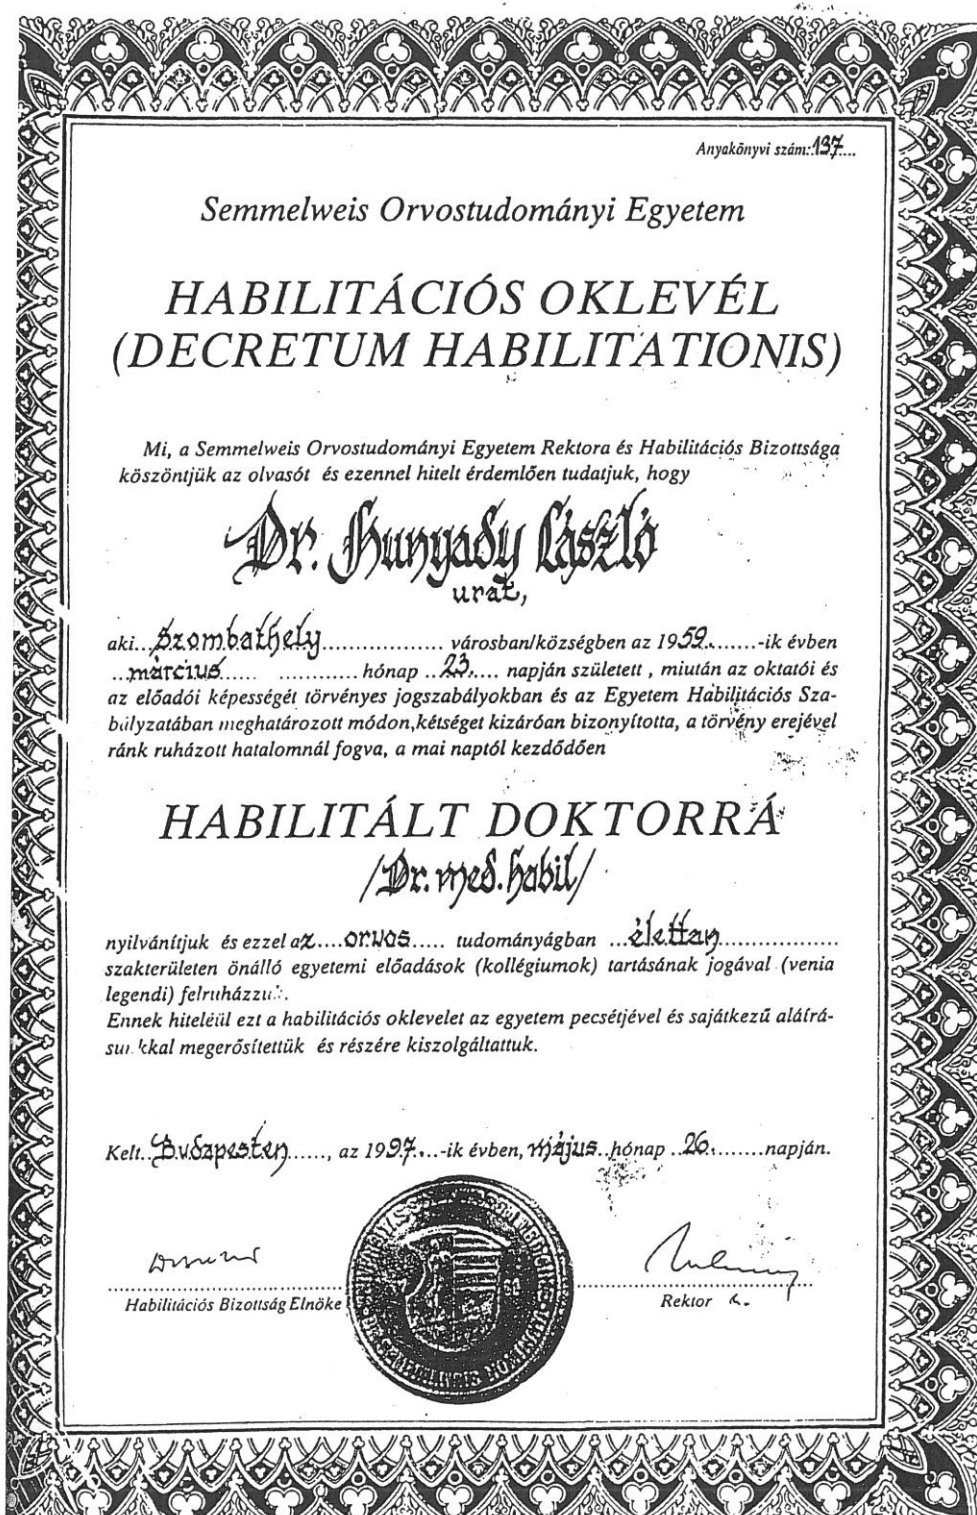 Anyakönyvi szám:.137....
Semmelweis Orvostudományi Egyetem
HABILITÁCIÓS OKLEVÉL
(DECRETUM HABILITATIONIS)
Mi, a Semmelweis Orvostudományi Egyetem Rektora és Habilitációs Bizottsága
köszöntjük az olvasót és ezennel hitelt érdemlően tudatjuk, hogy
Dr. Hunyady László
urat,
aki...Szombathely.................. városban/községben az 1959.........-ik évben
...március...... ............hónap ..23..... napján született , miután az oktatói és
az előadói képességét törvényes jogszabályokban és az Egyetem Habilitációs Sza-
bályzatában meghatározott módon,kétséget kizáróan bizonyította, a törvény erejével
ránk ruházott hatalomnál fogva, a mai naptól kezdődően
HABILITÁLT DOKTORRÁ
/Dr. med. habil/
nyilvánítjuk és ezzel az....orvos..... tudományágban ...élettan..................
szakterületen önálló egyetemi előadások (kollégiumok) tartásának jogával (venia
legendi) felruházzuk.
Ennek hiteléül ezt a habilitációs oklevelet az egyetem pecsétjével és sajátkezű aláírá-
sunkkal megerősítettük és részére kiszolgáltattuk.
Kelt..Budapesten......, az 1997....-ik évben, május..hónap ..26.........napján.
Habilitációs Bizottság Elnöke
Rektor